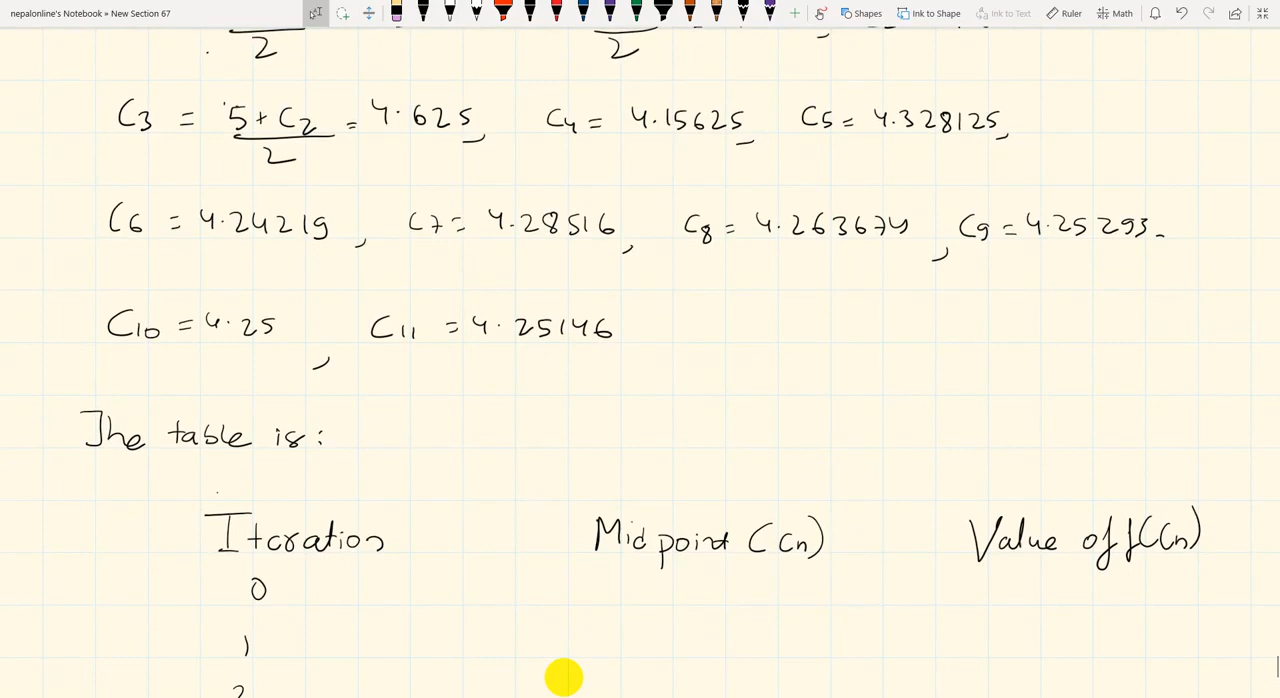 nepalonline's Notebook » New Section 67
Shapes Ink to Shape Ink to Text Ruler Math
2 2
C3 = 5 + C2 / 2 = 4.625, C4 = 4.15625, C5 = 4.328125,
C6 = 4.24219, C7 = 4.28516, C8 = 4.263674, C9 = 4.25293
C10 = 4.25, C11 = 4.25146
The table is:
Iteration Midpoint (Cn) Value of f(Cn)
0
1
2